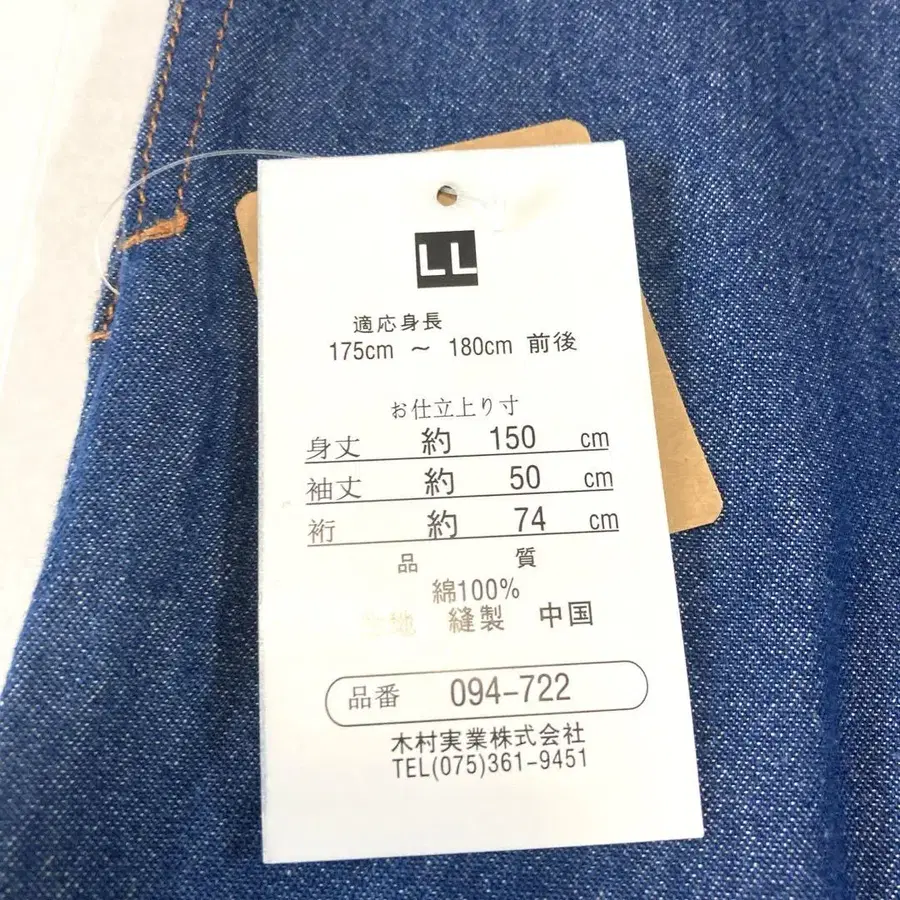 LL
適応身長
175cm ～ 180cm 前後
お仕立上り寸
身丈 約 150 cm
袖丈 約 50 cm
裄 約 74 cm
品 質
綿100%
縫製 中国
品番 094-722
木村実業株式会社
TEL(075)361-9451